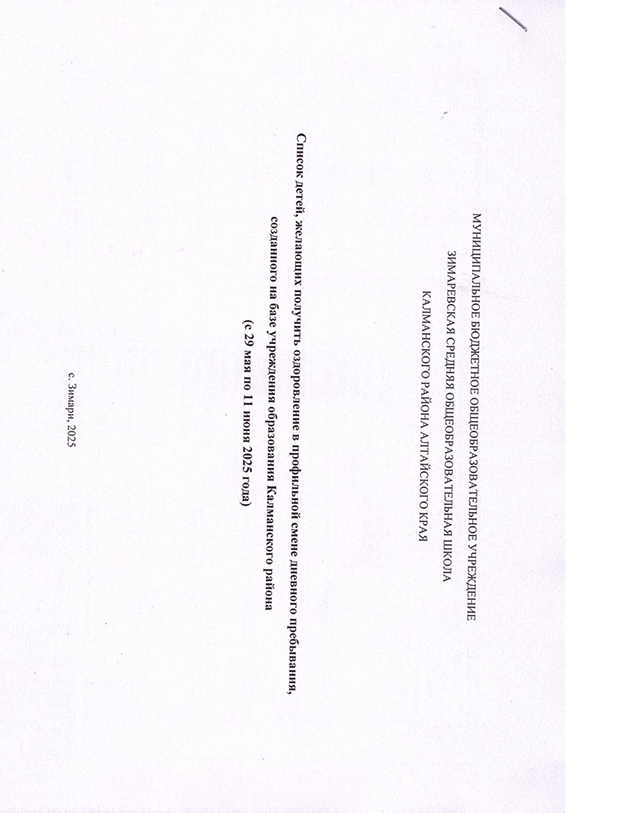 МУНИЦИПАЛЬНОЕ БЮДЖЕТНОЕ ОБЩЕОБРАЗОВАТЕЛЬНОЕ УЧРЕЖДЕНИЕ
ЗИМАРЕВСКАЯ СРЕДНЯЯ ОБЩЕОБРАЗОВАТЕЛЬНАЯ ШКОЛА
КАЛМАНСКОГО РАЙОНА АЛТАЙСКОГО КРАЯ
Список детей, желающих получить оздоровление в профильной смене дневного пребывания,
созданного на базе учреждения образования Калманского района
(с 29 мая по 11 июня 2025 года)
с. Зимари, 2025